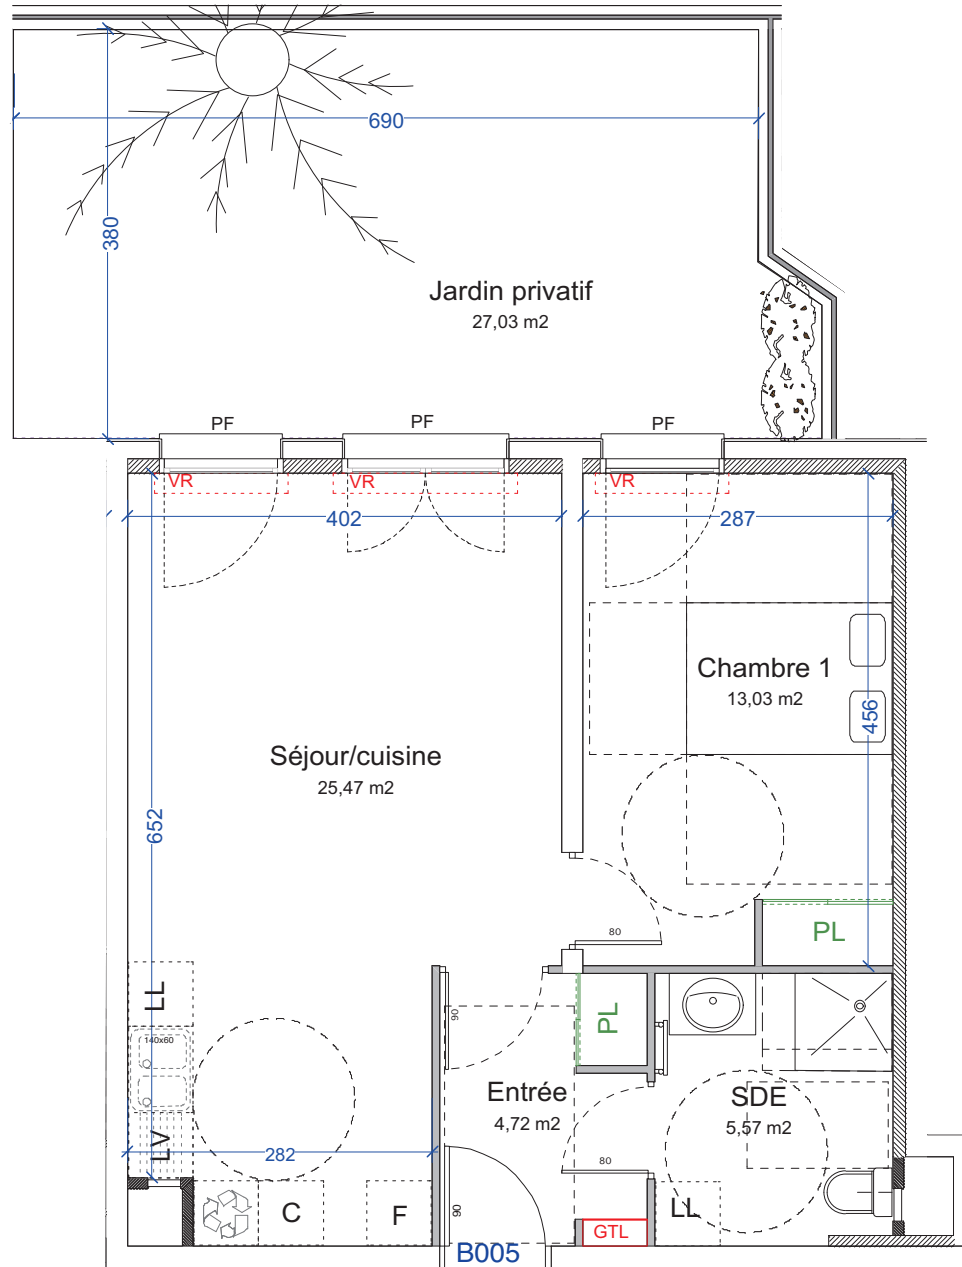 690
380
Jardin privatif
27,03 m2
PF
PF
PF
VR
VR
VR
402
287
Chambre 1
13,03 m2
456
Séjour/cuisine
25,47 m2
652
80
PL
LL
140x60
LV
90
PL
Entrée
4,72 m2
SDE
5,57 m2
282
80
C
F
90
LL
GTL
B005